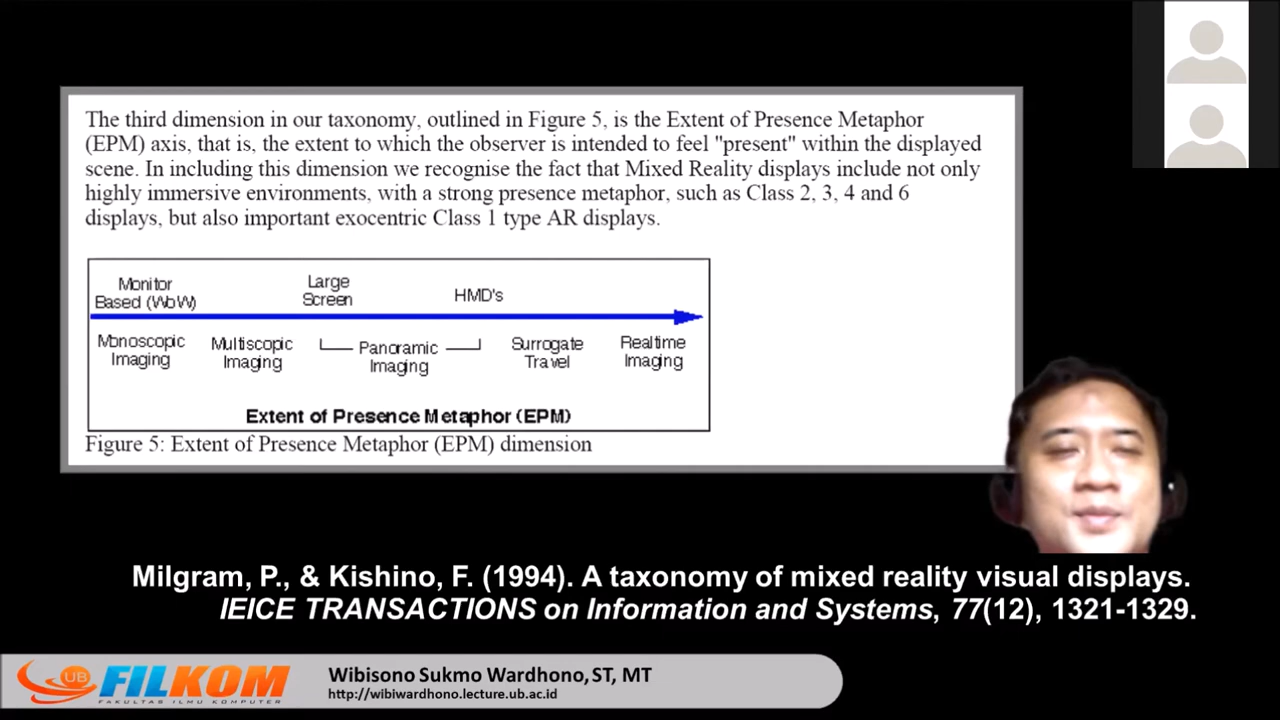 The third dimension in our taxonomy, outlined in Figure 5, is the Extent of Presence Metaphor
(EPM) axis, that is, the extent to which the observer is intended to feel "present" within the displayed
scene. In including this dimension we recognise the fact that Mixed Reality displays include not only
highly immersive environments, with a strong presence metaphor, such as Class 2, 3, 4 and 6
displays, but also important exocentric Class 1 type AR displays.
Monitor
Based (WoW)
Large
Screen
HMD's
Monoscopic
Imaging
Multiscopic
Imaging
Panoramic
Imaging
Surrogate
Travel
Realtime
Imaging
Extent of Presence Metaphor (EPM)
Figure 5: Extent of Presence Metaphor (EPM) dimension
Milgram, P., & Kishino, F. (1994). A taxonomy of mixed reality visual displays.
IEICE TRANSACTIONS on Information and Systems, 77(12), 1321-1329.
UB FILKOM
FAKULTAS ILMU KOMPUTER
Wibisono Sukmo Wardhono, ST, MT
http://wibiwardhono.lecture.ub.ac.id